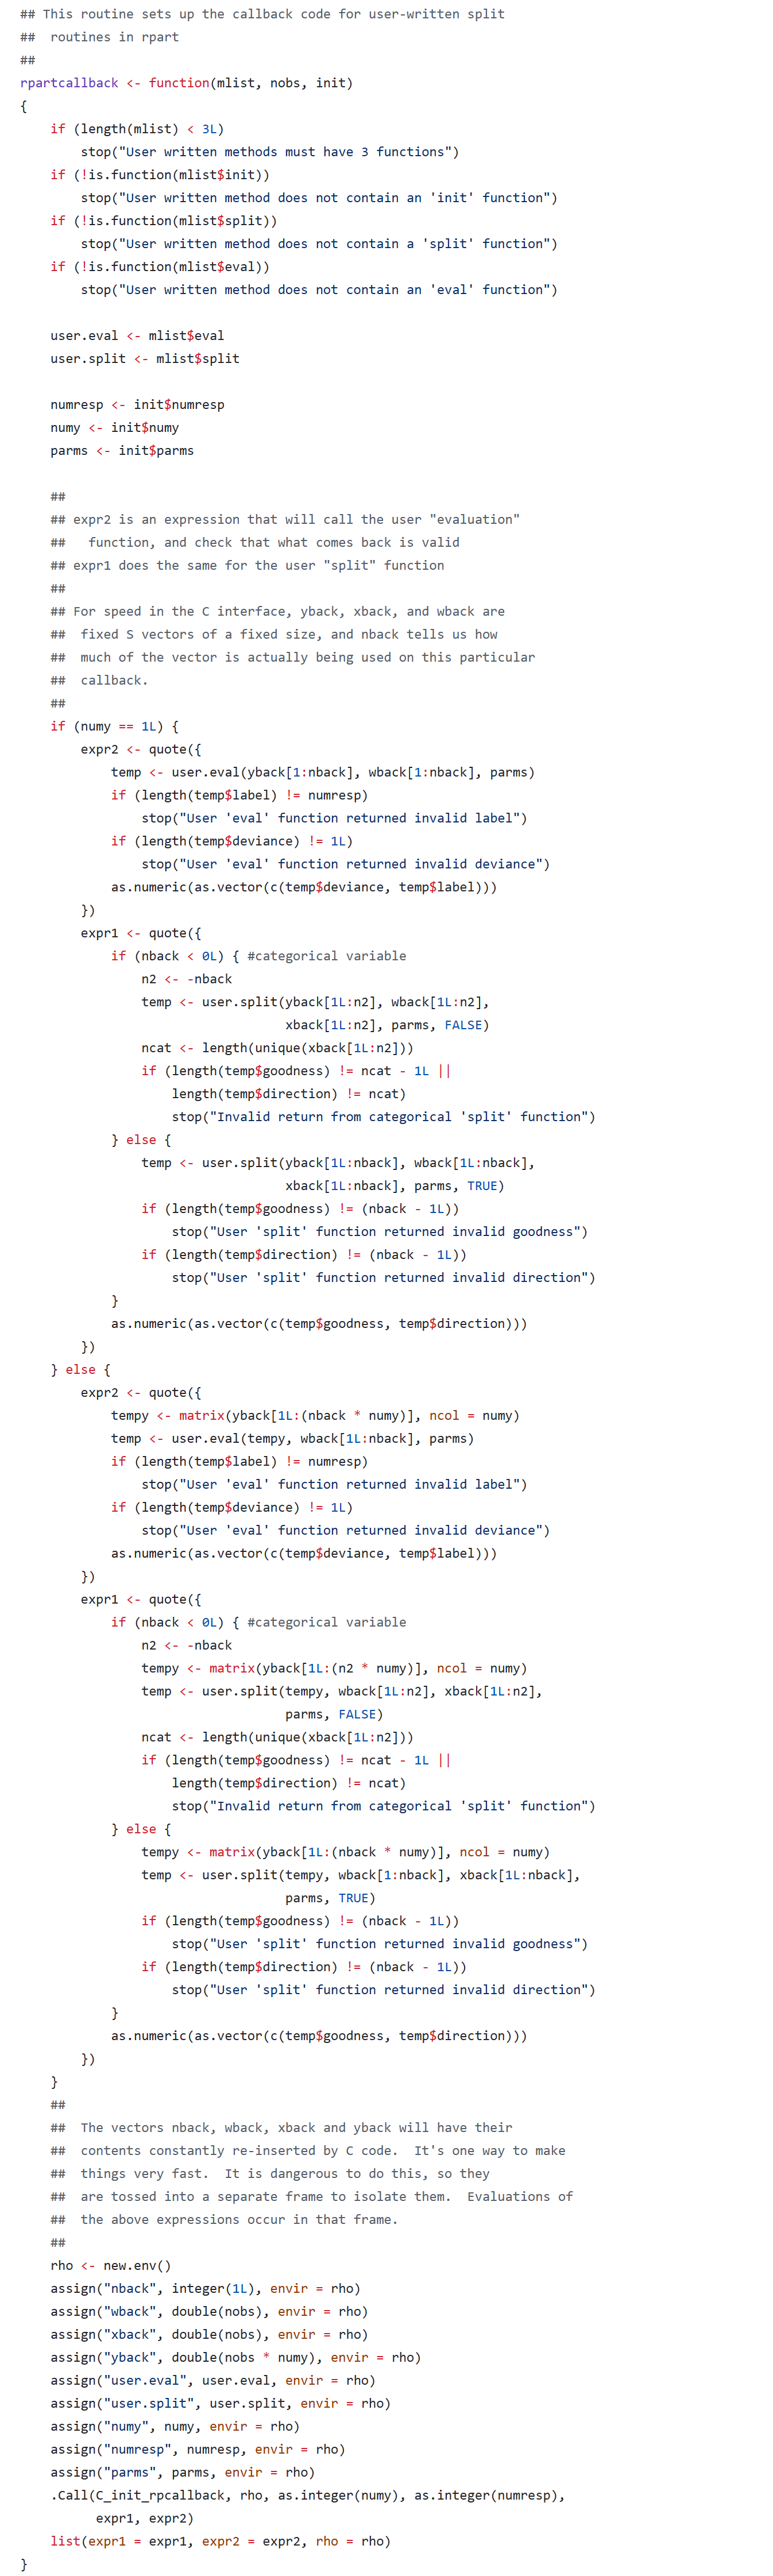 ## This routine sets up the callback code for user-written split
##  routines in rpart
##
rpartcallback <- function(mlist, nobs, init)
{
    if (length(mlist) < 3L)
        stop("User written methods must have 3 functions")
    if (!is.function(mlist$init))
        stop("User written method does not contain an 'init' function")
    if (!is.function(mlist$split))
        stop("User written method does not contain a 'split' function")
    if (!is.function(mlist$eval))
        stop("User written method does not contain an 'eval' function")

    user.eval <- mlist$eval
    user.split <- mlist$split

    numresp <- init$numresp
    numy <- init$numy
    parms <- init$parms

    ##
    ## expr2 is an expression that will call the user "evaluation"
    ##   function, and check that what comes back is valid
    ## expr1 does the same for the user "split" function
    ##
    ## For speed in the C interface, yback, xback, and wback are
    ##  fixed S vectors of a fixed size, and nback tells us how
    ##  much of the vector is actually being used on this particular
    ##  callback.
    ##
    if (numy == 1L) {
        expr2 <- quote({
            temp <- user.eval(yback[1:nback], wback[1:nback], parms)
            if (length(temp$label) != numresp)
                stop("User 'eval' function returned invalid label")
            if (length(temp$deviance) != 1L)
                stop("User 'eval' function returned invalid deviance")
            as.numeric(as.vector(c(temp$deviance, temp$label)))
        })
        expr1 <- quote({
            if (nback < 0L) { #categorical variable
                n2 <- -nback
                temp <- user.split(yback[1L:n2], wback[1L:n2],
                                   xback[1L:n2], parms, FALSE)
                ncat <- length(unique(xback[1L:n2]))
                if (length(temp$goodness) != ncat - 1L ||
                    length(temp$direction) != ncat)
                    stop("Invalid return from categorical 'split' function")
            } else {
                temp <- user.split(yback[1L:nback], wback[1L:nback],
                                   xback[1L:nback], parms, TRUE)
                if (length(temp$goodness) != (nback - 1L))
                    stop("User 'split' function returned invalid goodness")
                if (length(temp$direction) != (nback - 1L))
                    stop("User 'split' function returned invalid direction")
            }
            as.numeric(as.vector(c(temp$goodness, temp$direction)))
        })
    } else {
        expr2 <- quote({
            tempy <- matrix(yback[1L:(nback * numy)], ncol = numy)
            temp <- user.eval(tempy, wback[1L:nback], parms)
            if (length(temp$label) != numresp)
                stop("User 'eval' function returned invalid label")
            if (length(temp$deviance) != 1L)
                stop("User 'eval' function returned invalid deviance")
            as.numeric(as.vector(c(temp$deviance, temp$label)))
        })
        expr1 <- quote({
            if (nback < 0L) { #categorical variable
                n2 <- -nback
                tempy <- matrix(yback[1L:(n2 * numy)], ncol = numy)
                temp <- user.split(tempy, wback[1L:n2], xback[1L:n2],
                                   parms, FALSE)
                ncat <- length(unique(xback[1L:n2]))
                if (length(temp$goodness) != ncat - 1L ||
                    length(temp$direction) != ncat)
                    stop("Invalid return from categorical 'split' function")
            } else {
                tempy <- matrix(yback[1L:(nback * numy)], ncol = numy)
                temp <- user.split(tempy, wback[1:nback], xback[1L:nback],
                                   parms, TRUE)
                if (length(temp$goodness) != (nback - 1L))
                    stop("User 'split' function returned invalid goodness")
                if (length(temp$direction) != (nback - 1L))
                    stop("User 'split' function returned invalid direction")
            }
            as.numeric(as.vector(c(temp$goodness, temp$direction)))
        })
    }
    ##
    ##  The vectors nback, wback, xback and yback will have their
    ##  contents constantly re-inserted by C code.  It's one way to make
    ##  things very fast.  It is dangerous to do this, so they
    ##  are tossed into a separate frame to isolate them.  Evaluations of
    ##  the above expressions occur in that frame.
    ##
    rho <- new.env()
    assign("nback", integer(1L), envir = rho)
    assign("wback", double(nobs), envir = rho)
    assign("xback", double(nobs), envir = rho)
    assign("yback", double(nobs * numy), envir = rho)
    assign("user.eval", user.eval, envir = rho)
    assign("user.split", user.split, envir = rho)
    assign("numy", numy, envir = rho)
    assign("numresp", numresp, envir = rho)
    assign("parms", parms, envir = rho)
    .Call(C_init_rpcallback, rho, as.integer(numy), as.integer(numresp),
          expr1, expr2)
    list(expr1 = expr1, expr2 = expr2, rho = rho)
}